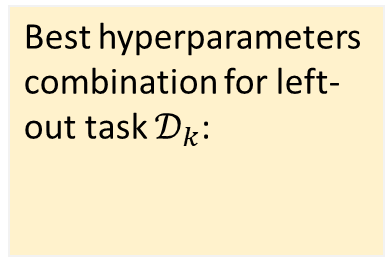 Best hyperparameters
combination for left-
out task 𝒟ₖ: